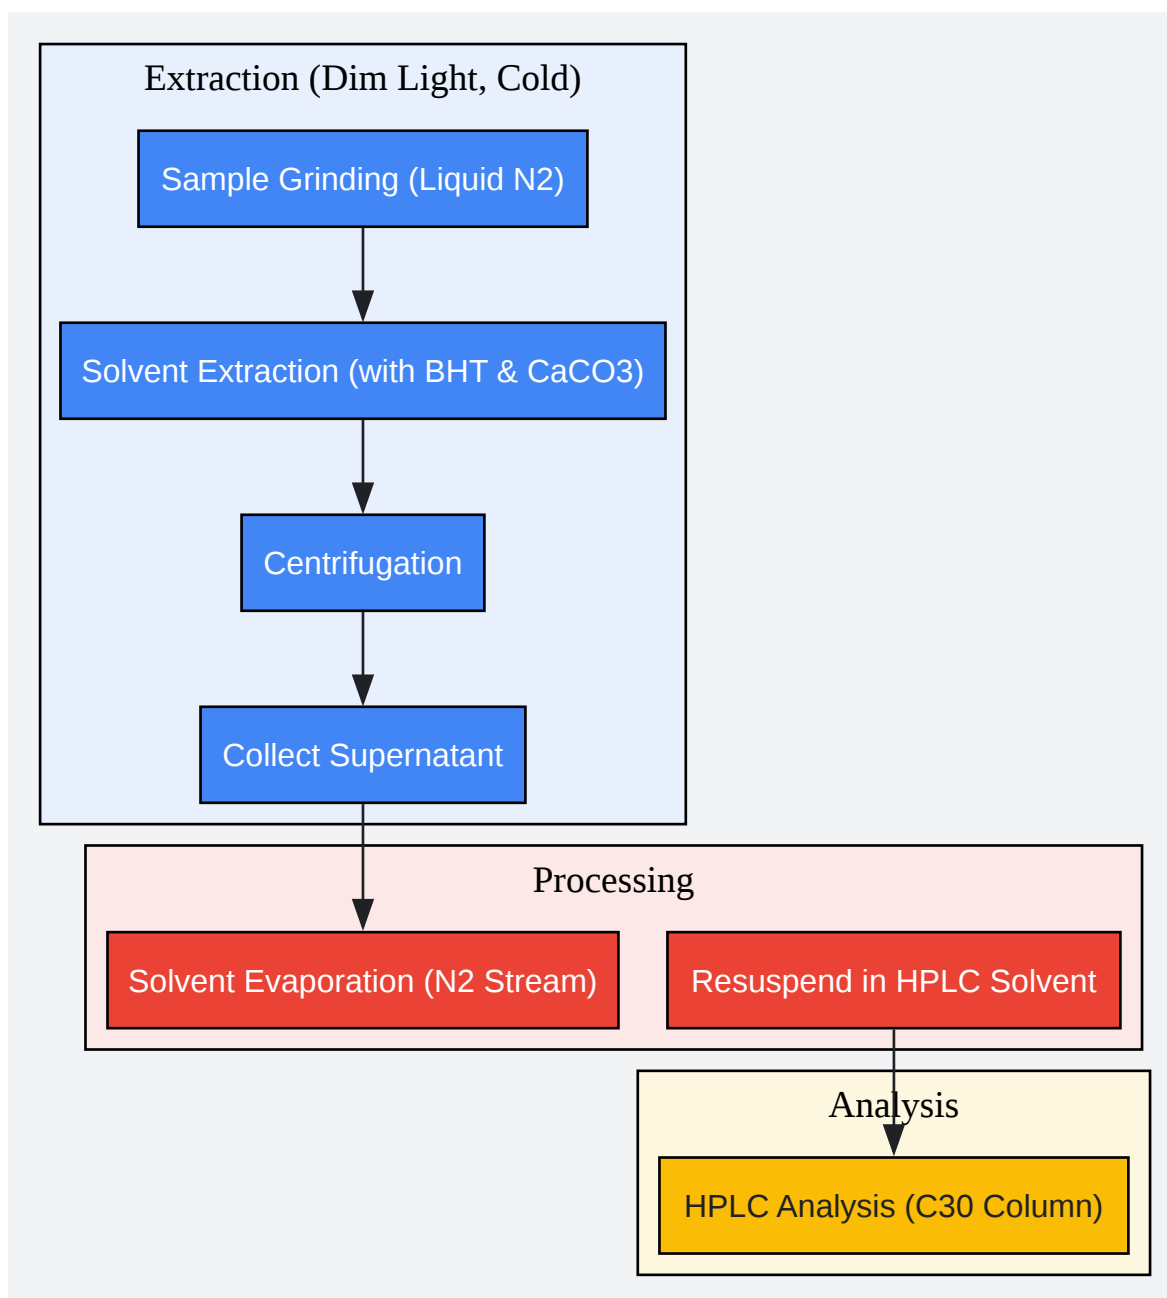 Extraction (Dim Light, Cold)
Sample Grinding (Liquid N2)
Solvent Extraction (with BHT & CaCO3)
Centrifugation
Collect Supernatant
Processing
Solvent Evaporation (N2 Stream)
Resuspend in HPLC Solvent
Analysis
HPLC Analysis (C30 Column)